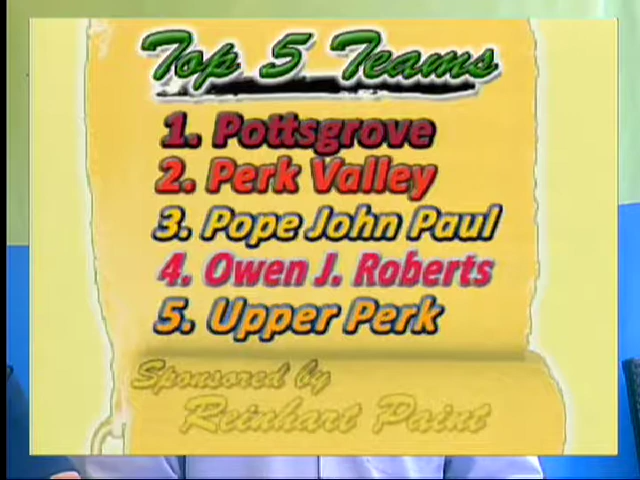 Top 5 Teams
1. Pottsgrove
2. Perk Valley
3. Pope John Paul
4. Owen J. Roberts
5. Upper Perk
Sponsored by
Reinhart Paint